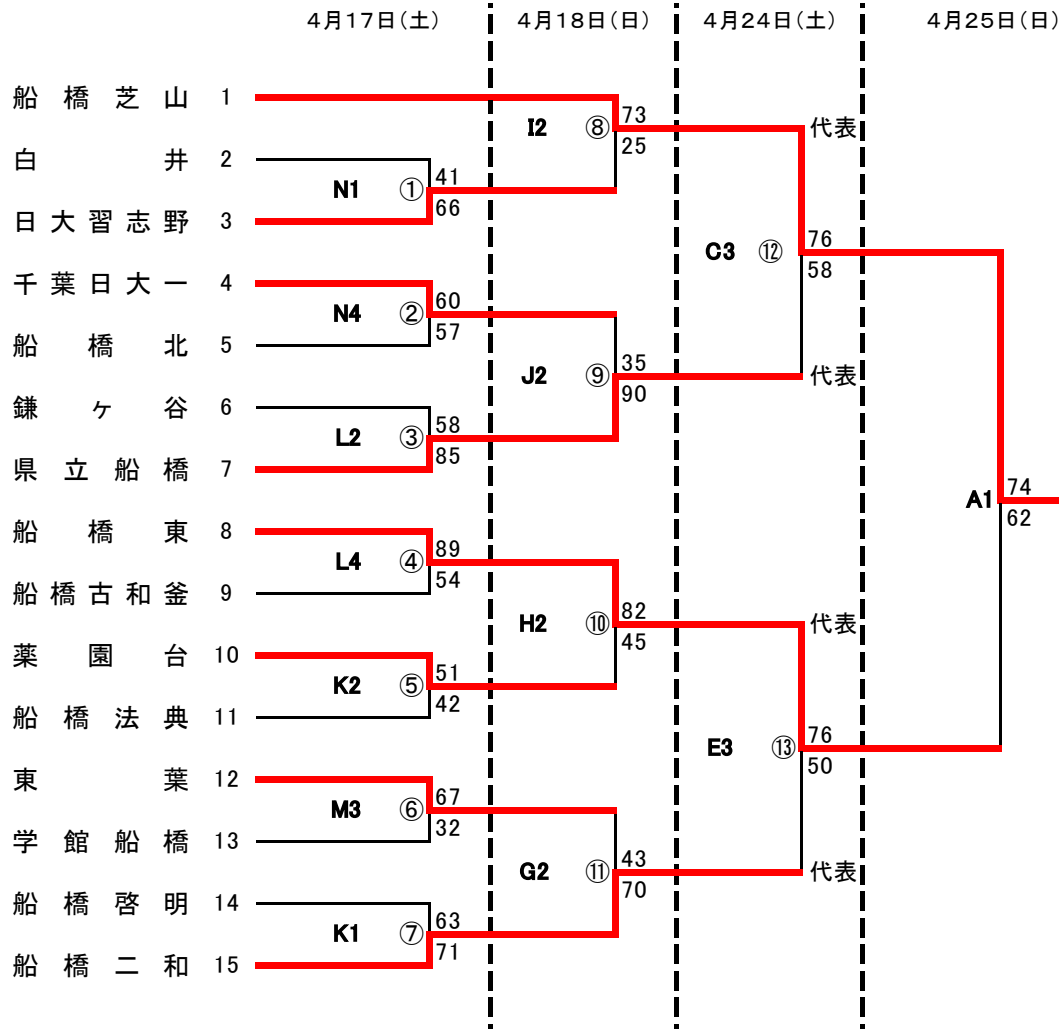 4月17日(土) 4月18日(日) 4月24日(土) 4月25日(日)
船橋芝山 1
73
I2 ⑧ 代表
25
白井 2
41
N1 ①
66
日大習志野 3
76
C3 ⑫
58
千葉日大一 4
60
N4 ②
57
船橋北 5
35
J2 ⑨ 代表
90
鎌ヶ谷 6
58
L2 ③
85
県立船橋 7
74
A1
62
船橋東 8
89
L4 ④
54
船橋古和釜 9
82
H2 ⑩ 代表
45
薬園台 10
51
K2 ⑤
42
船橋法典 11
76
E3 ⑬
50
東葉 12
67
M3 ⑥
32
学館船橋 13
43
G2 ⑪ 代表
70
船橋啓明 14
63
K1 ⑦
71
船橋二和 15